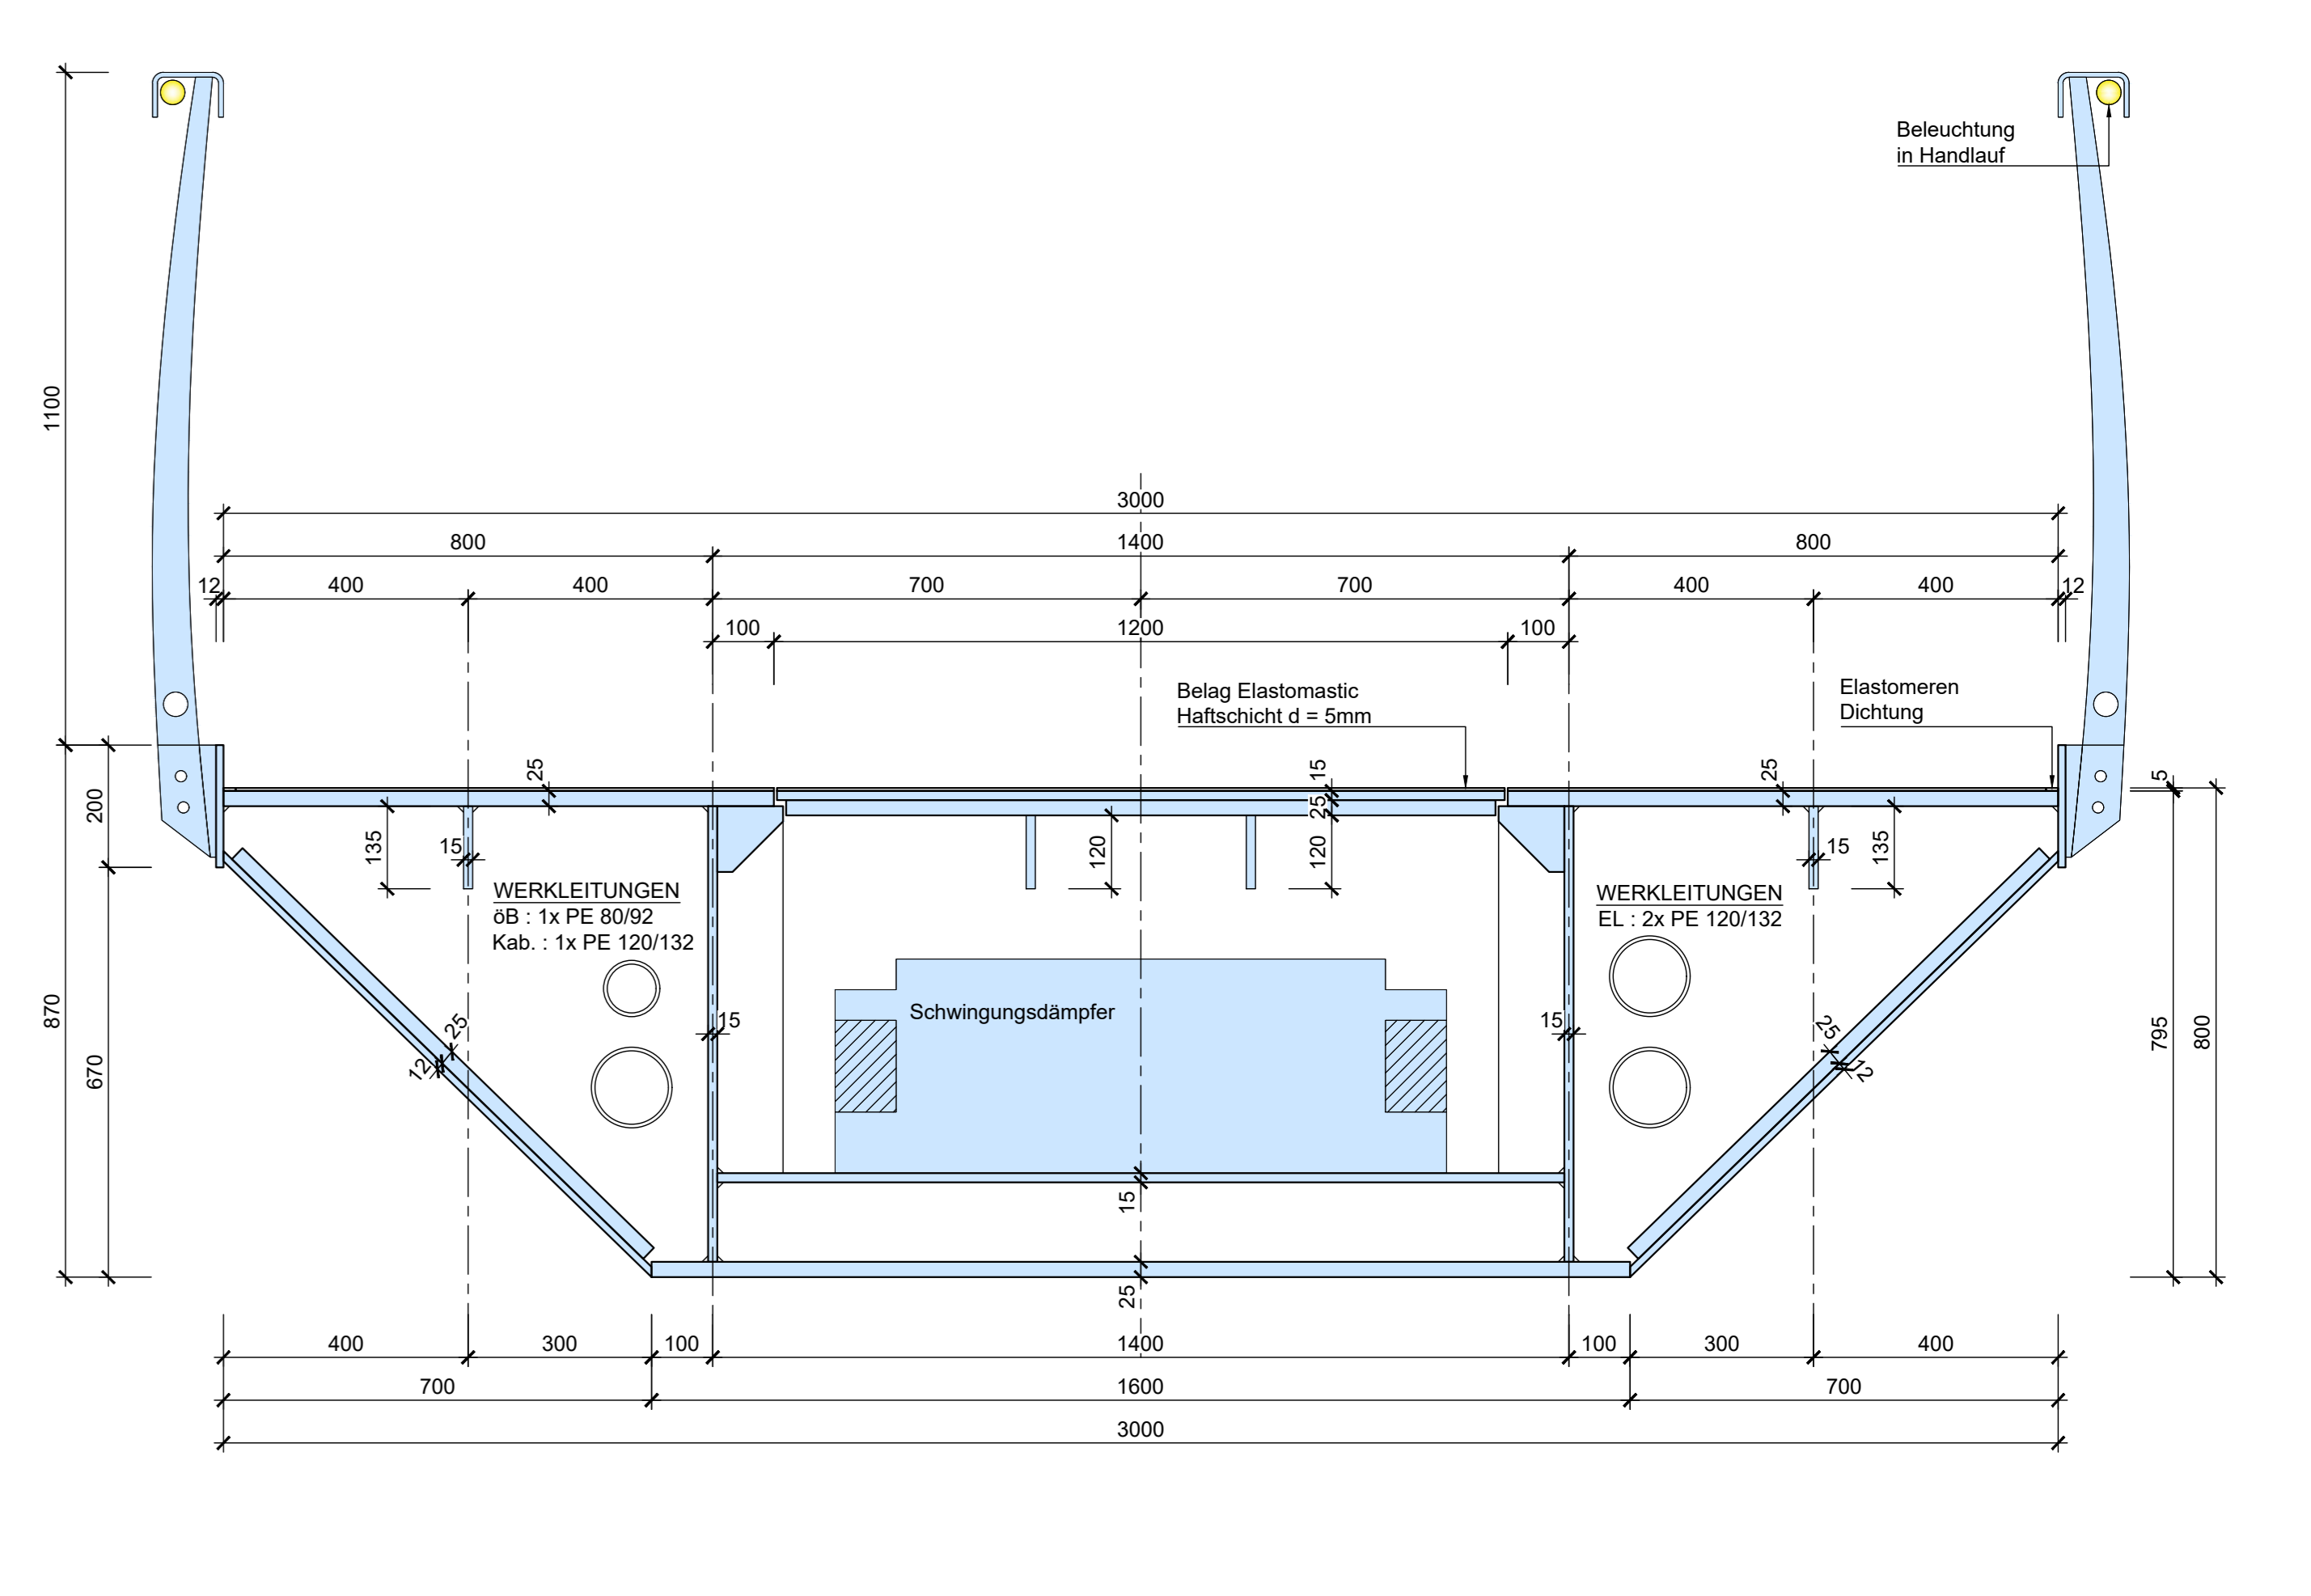 Beleuchtung
in Handlauf
1100
3000
800 1400 800
12 400 400 700 700 400 400 12
100 1200 100
Belag Elastomastic
Haftschicht d = 5mm
Elastomeren
Dichtung
25 15 25 5
200 135 15 25 120 120 15 135
WERKLEITUNGEN
öB : 1x PE 80/92
Kab. : 1x PE 120/132
WERKLEITUNGEN
EL : 2x PE 120/132
Schwingungsdämpfer
870 670 12 25 15 15 25 12 795 800
15
25
400 300 100 1400 100 300 400
700 1600 700
3000